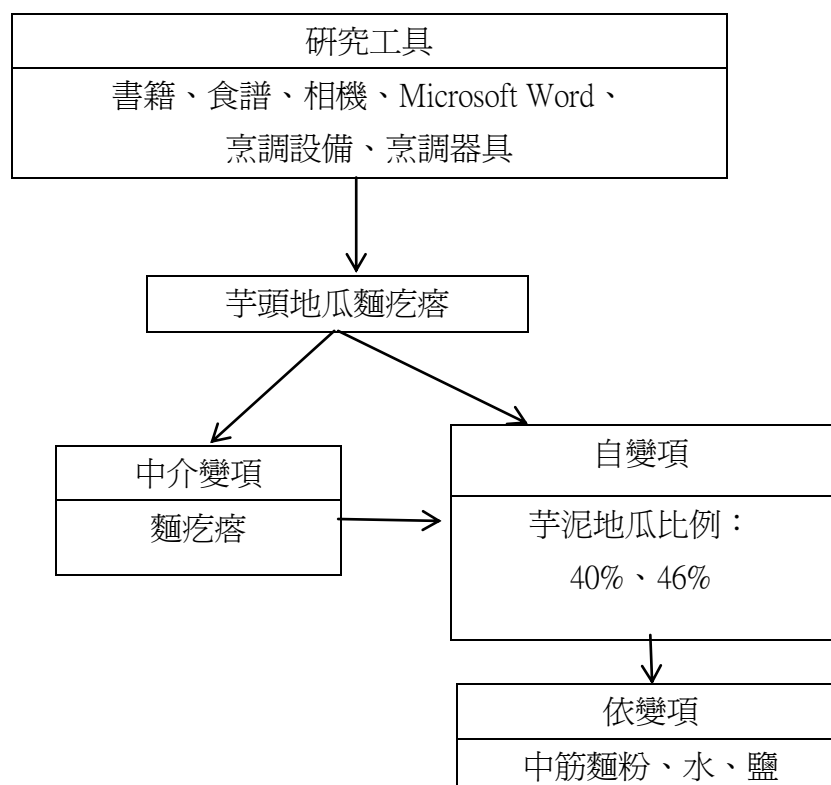 研究工具
書籍、食譜、相機、Microsoft Word、
烹調設備、烹調器具
芋頭地瓜麵疙瘩
中介變項
麵疙瘩
自變項
芋泥地瓜比例：
40%、46%
依變項
中筋麵粉、水、鹽